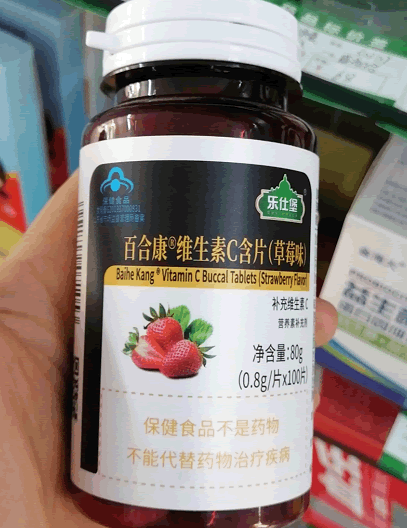 保健食品
乐仕堡
百合康®维生素C含片(草莓味)
Baihe Kang® Vitamin C Buccal Tablets (Strawberry Flavor)
补充维生素C
营养素补充剂
净含量:80g
(0.8g/片x100片)
保健食品不是药物
不能代替药物治疗疾病
益生菌